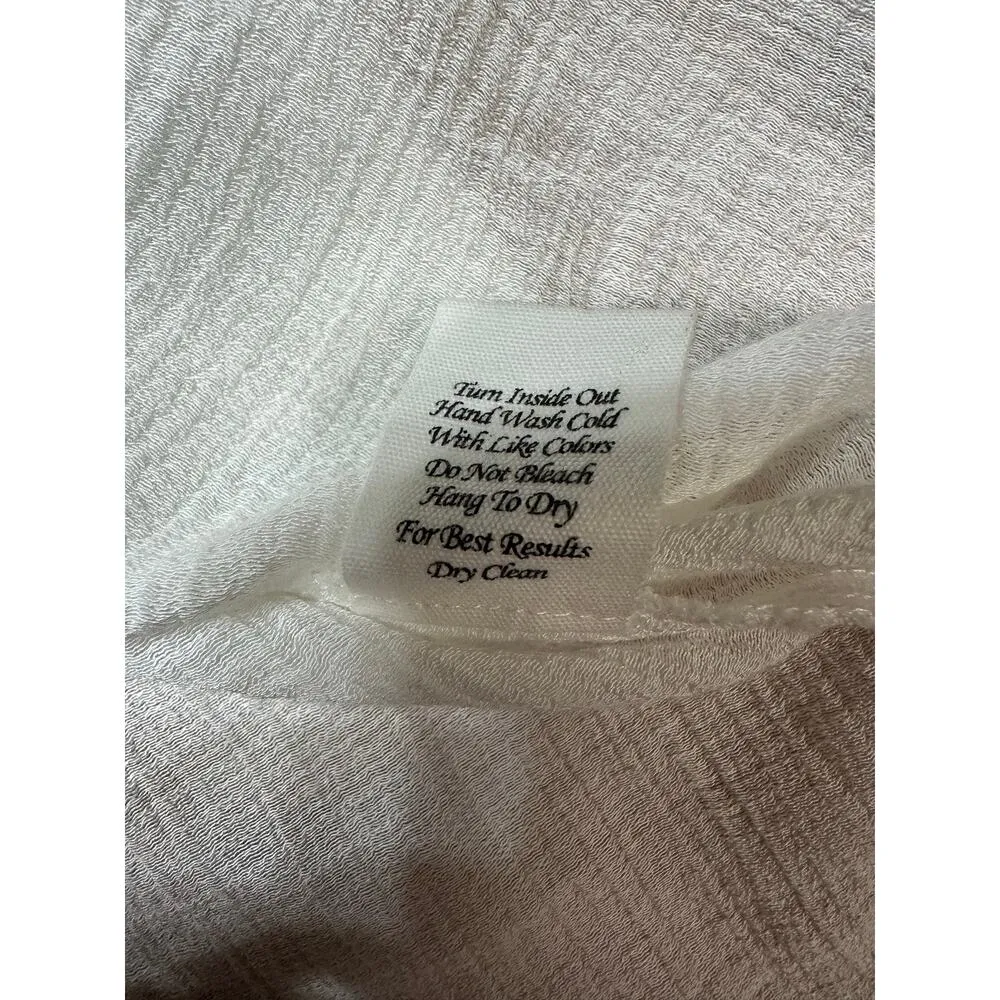 Turn Inside Out
Hand Wash Cold
With Like Colors
Do Not Bleach
Hang To Dry
For Best Results
Dry Clean